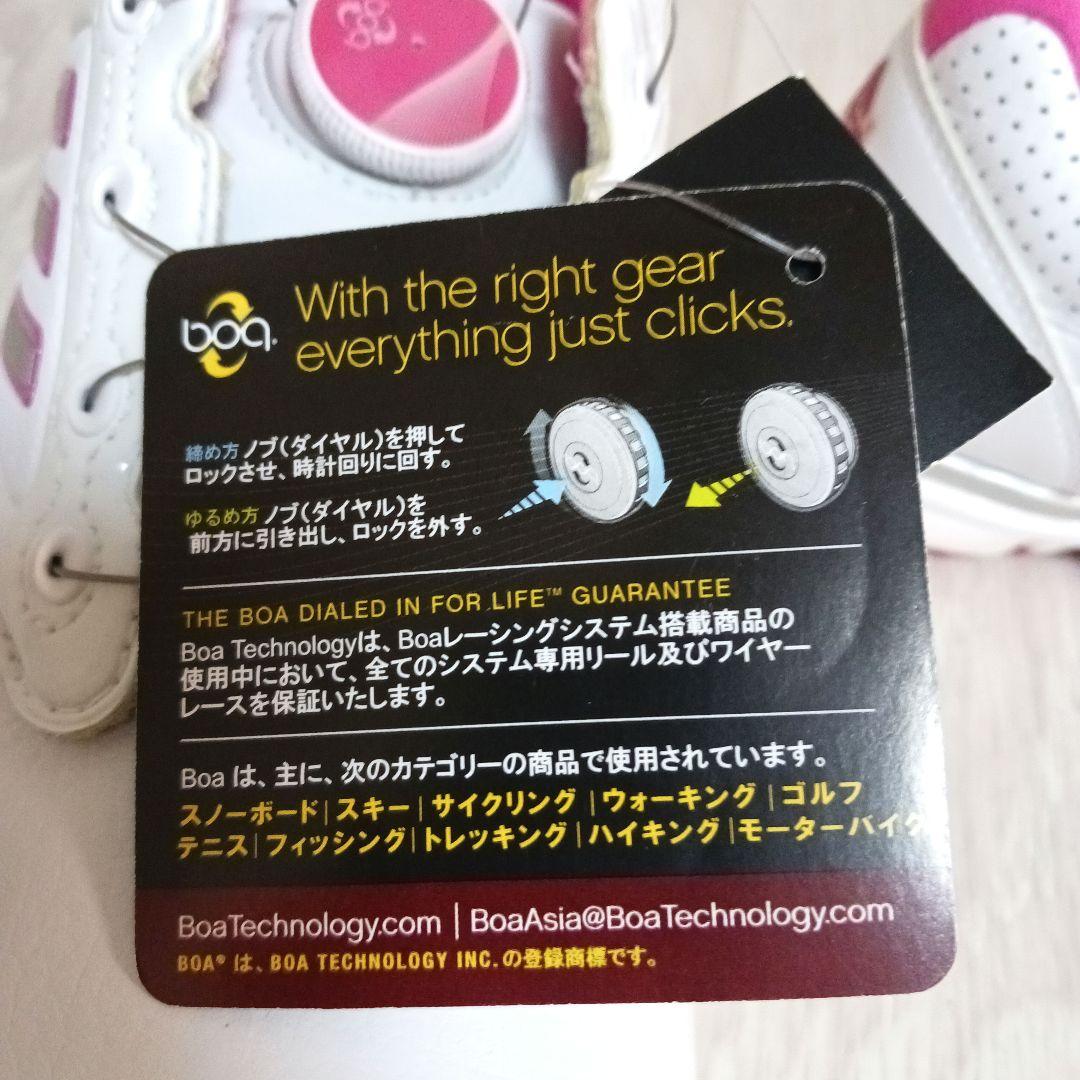 boa®
With the right gear
everything just clicks.
締め方 ノブ(ダイヤル)を押して
ロックさせ、時計回りに回す。
ゆるめ方 ノブ(ダイヤル)を
前方に引き出し、ロックを外す。
THE BOA DIALED IN FOR LIFE™ GUARANTEE
Boa Technologyは、Boaレーシングシステム搭載商品の
使用中において、全てのシステム専用リール及びワイヤー
レースを保証いたします。
Boa は、主に、次のカテゴリーの商品で使用されています。
スノーボード|スキー|サイクリング|ウォーキング|ゴルフ
テニス|フィッシング|トレッキング|ハイキング|モーターバイク
BoaTechnology.com | BoaAsia@BoaTechnology.com
BOA® は、BOA TECHNOLOGY INC. の登録商標です。